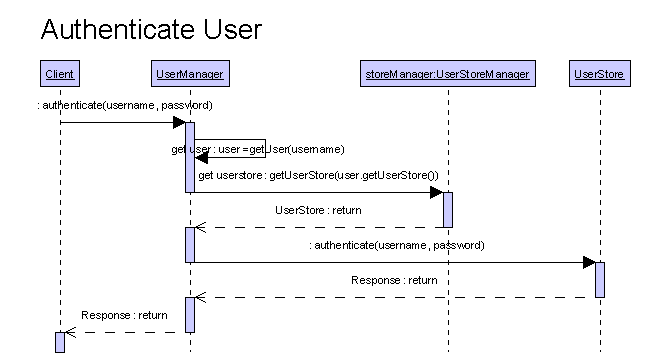 Authenticate User
Client
UserManager
storeManager:UserStoreManager
UserStore
: authenticate(username, password)
get user : user =getUser(username)
get userstore : getUserStore(user.getUserStore())
UserStore : return
: authenticate(username, password)
Response : return
Response : return